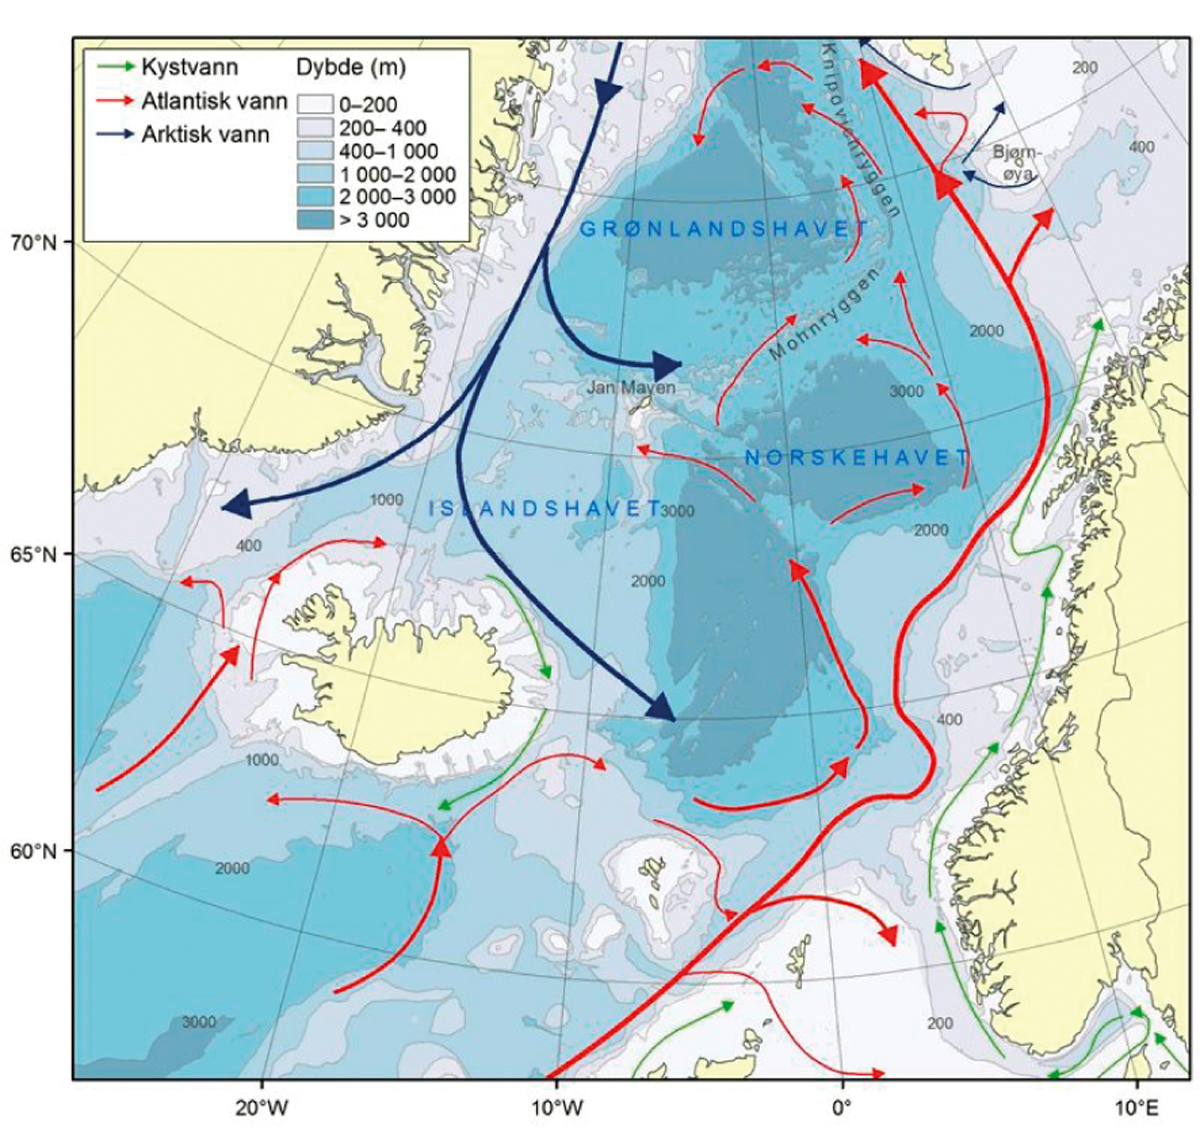 Kystvann
Atlantisk vann
Arktisk vann
Dybde (m)
0–200
200– 400
400–1 000
1 000–2 000
2 000–3 000
> 3 000
Knipovichryggen
200
400
Bjørn-
øya
70°N
GRØNLANDSHAVET
Mohnryggen
2000
Jan Mayen
3000
NORSKEHAVET
1000
ISLANDSHAVET
3000
400
2000
65°N
2000
400
1000
60°N
2000
3000
200
20°W
10°W
0°
10°E